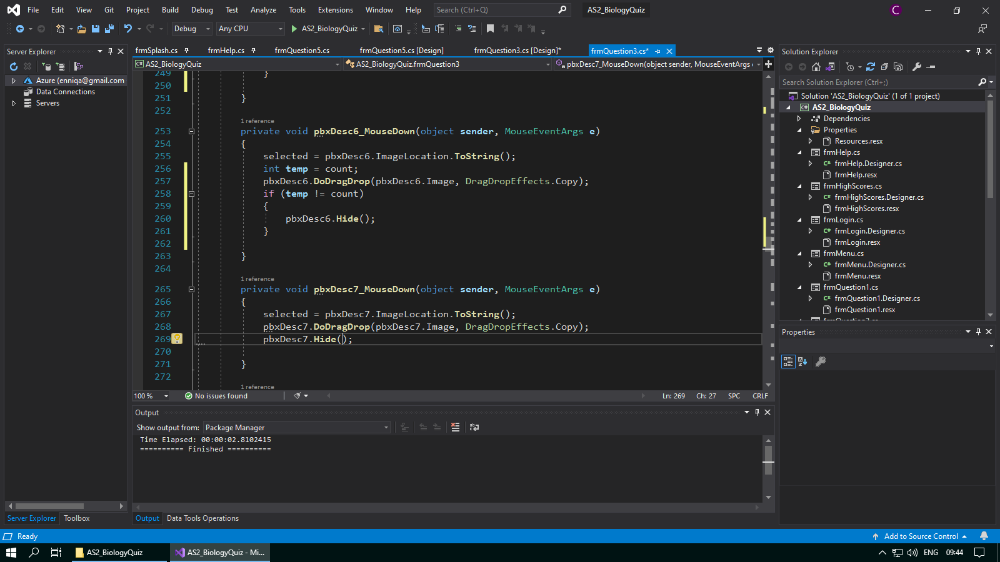 File Edit View Git Project Build Debug Test Analyze Tools Extensions Window Help Search (Ctrl+Q) AS2_BiologyQuiz C
Debug Any CPU AS2_BiologyQuiz
Server Explorer
Azure (enniqa@gmail.com
Data Connections
Servers
Server Explorer Toolbox
frmSplash.cs frmHelp.cs frmQuestion5.cs frmQuestion5.cs [Design] frmQuestion3.cs [Design]* frmQuestion3.cs*
AS2_BiologyQuiz AS2_BiologyQuiz.frmQuestion3 pbxDesc7_MouseDown(object sender, MouseEventArgs
249 }
250
251 }
252
1 reference
253 private void pbxDesc6_MouseDown(object sender, MouseEventArgs e)
254 {
255 selected = pbxDesc6.ImageLocation.ToString();
256 int temp = count;
257 pbxDesc6.DoDragDrop(pbxDesc6.Image, DragDropEffects.Copy);
258 if (temp != count)
259 {
260 pbxDesc6.Hide();
261 }
262
263 }
264
1 reference
265 private void pbxDesc7_MouseDown(object sender, MouseEventArgs e)
266 {
267 selected = pbxDesc7.ImageLocation.ToString();
268 pbxDesc7.DoDragDrop(pbxDesc7.Image, DragDropEffects.Copy);
269 pbxDesc7.Hide();
270
271 }
272
1 reference
100 % No issues found Ln: 269 Ch: 27 SPC CRLF
Output
Show output from: Package Manager
Time Elapsed: 00:00:02.8102415
========== Finished ==========
Output Data Tools Operations
Solution Explorer
Search Solution Explorer (Ctrl+;)
Solution 'AS2_BiologyQuiz' (1 of 1 project)
C# AS2_BiologyQuiz
Dependencies
Properties
Resources.resx
frmHelp.cs
C# frmHelp.Designer.cs
frmHelp.resx
frmHighScores.cs
C# frmHighScores.Designer.cs
frmHighScores.resx
frmLogin.cs
C# frmLogin.Designer.cs
frmLogin.resx
frmMenu.cs
C# frmMenu.Designer.cs
frmMenu.resx
frmQuestion1.cs
C# frmQuestion1.Designer.cs
frmQuestion1.resx
frmQuestion2.cs
Properties
Ready Add to Source Control
AS2_BiologyQuiz AS2_BiologyQuiz - Mi... ENG 09:44